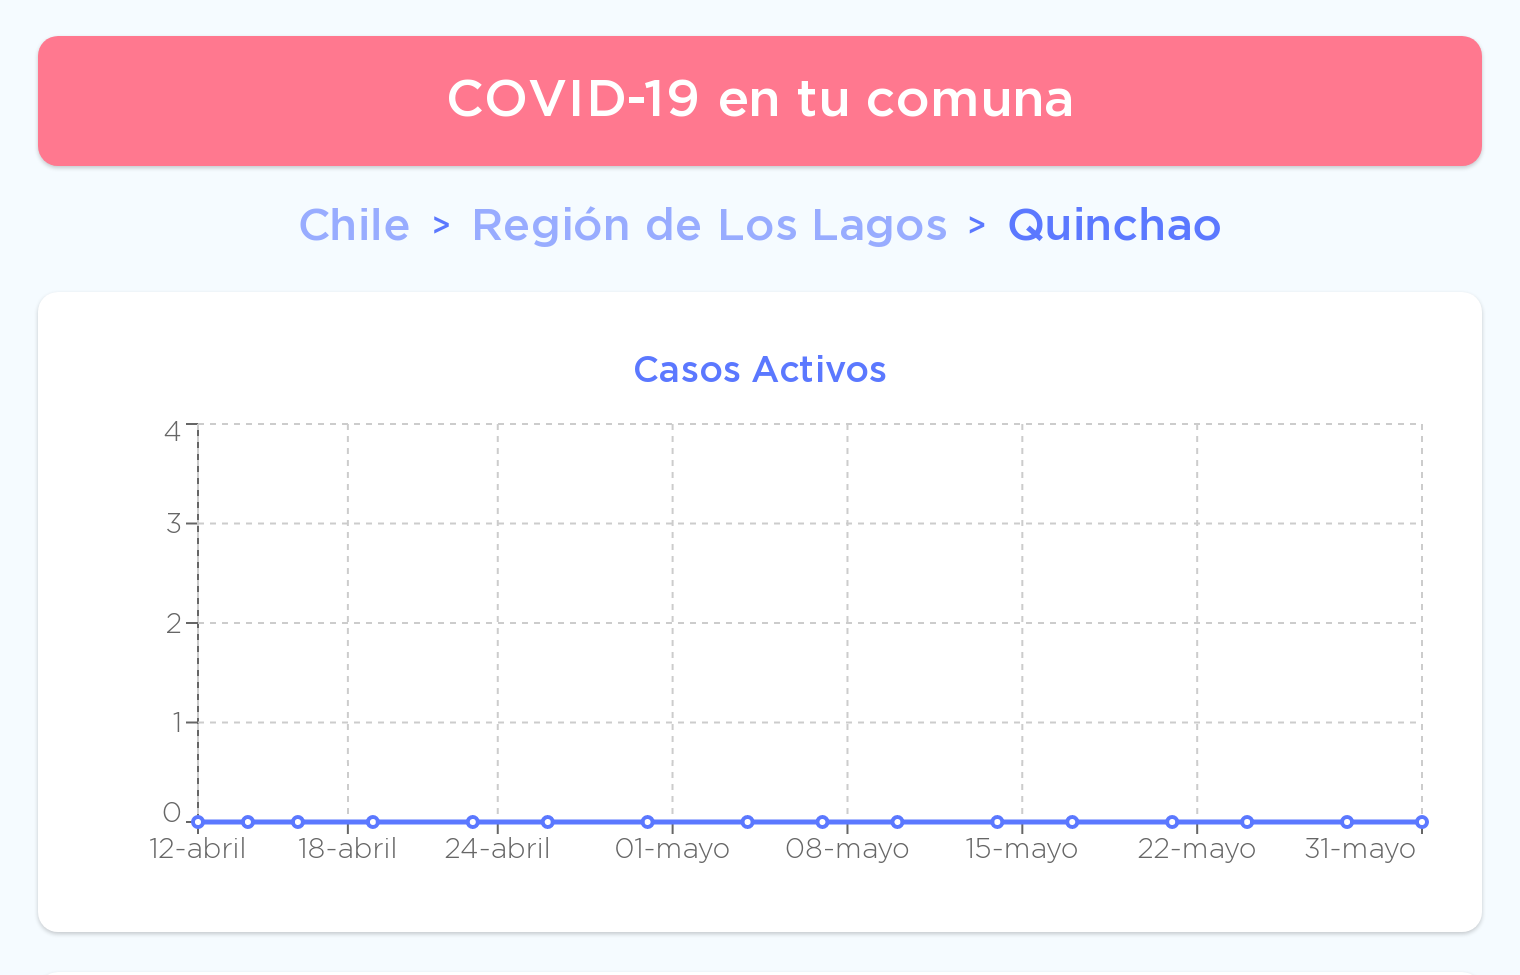 COVID-19 en tu comuna
Chile > Región de Los Lagos > Quinchao
Casos Activos
4
3
2
1
0
12-abril 18-abril 24-abril 01-mayo 08-mayo 15-mayo 22-mayo 31-mayo